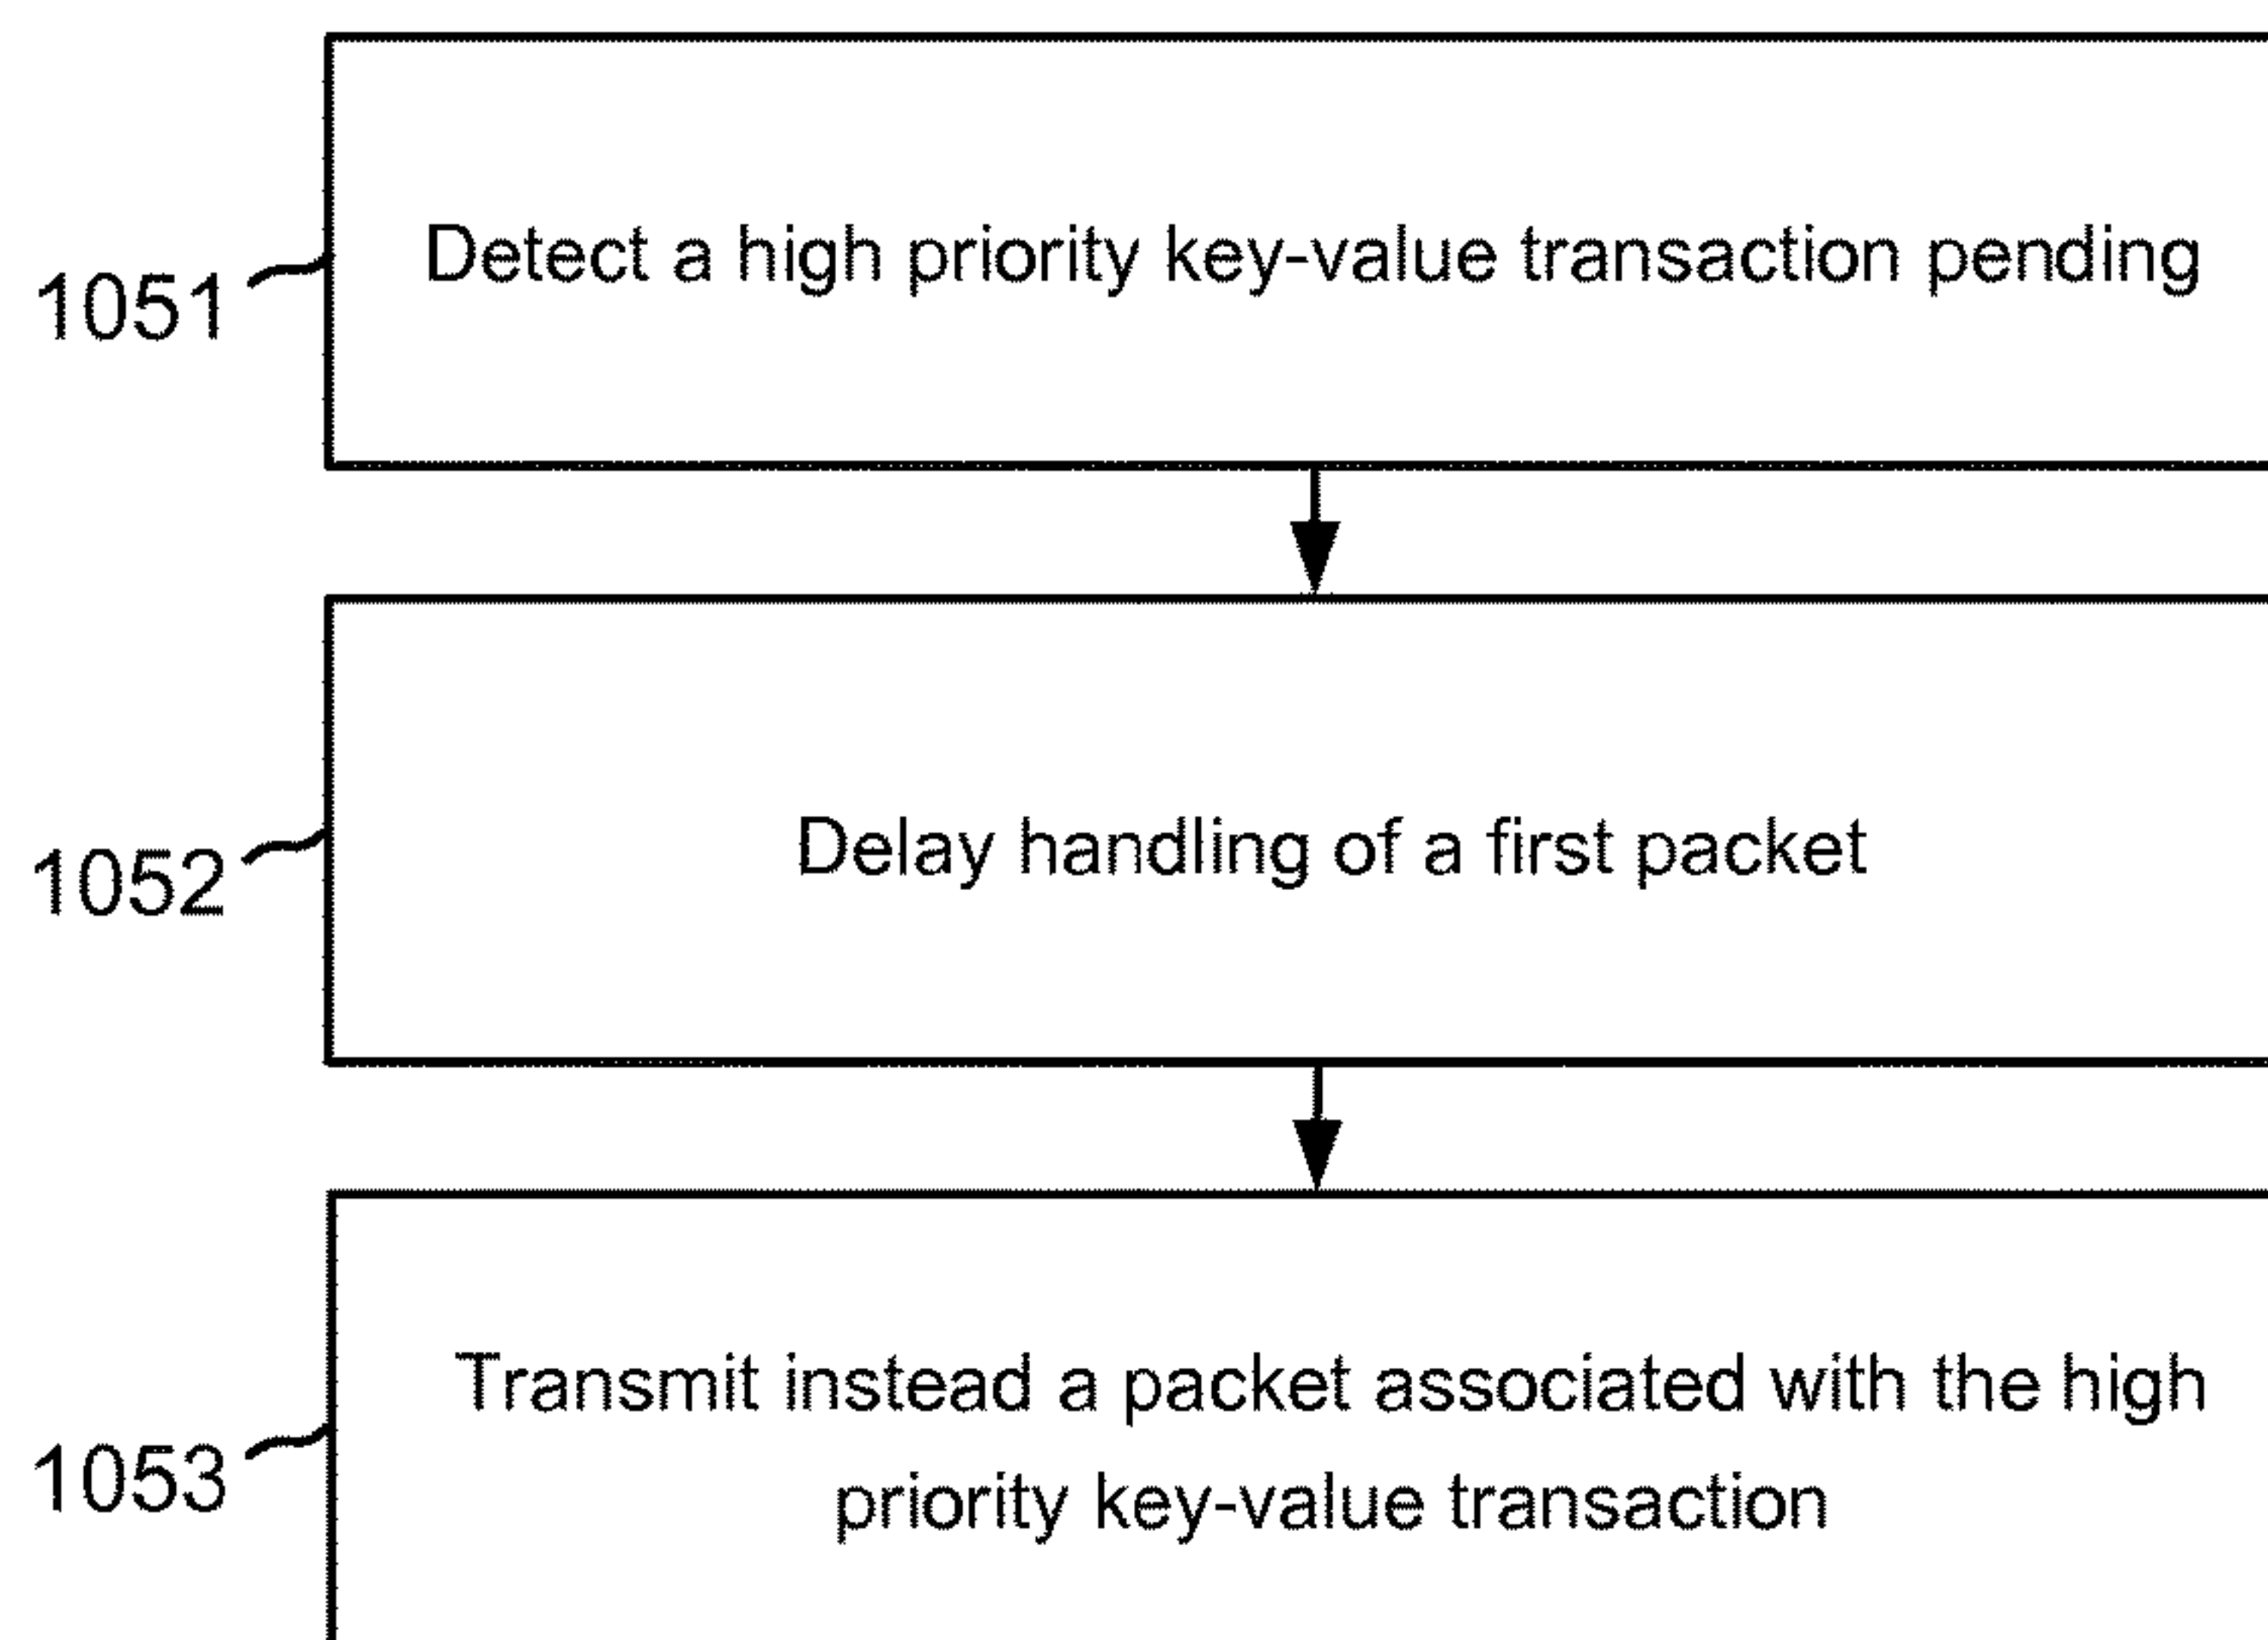 Detect a high priority key-value transaction pending
1051
Delay handling of a first packet
1052
Transmit instead a packet associated with the high
priority key-value transaction
1053